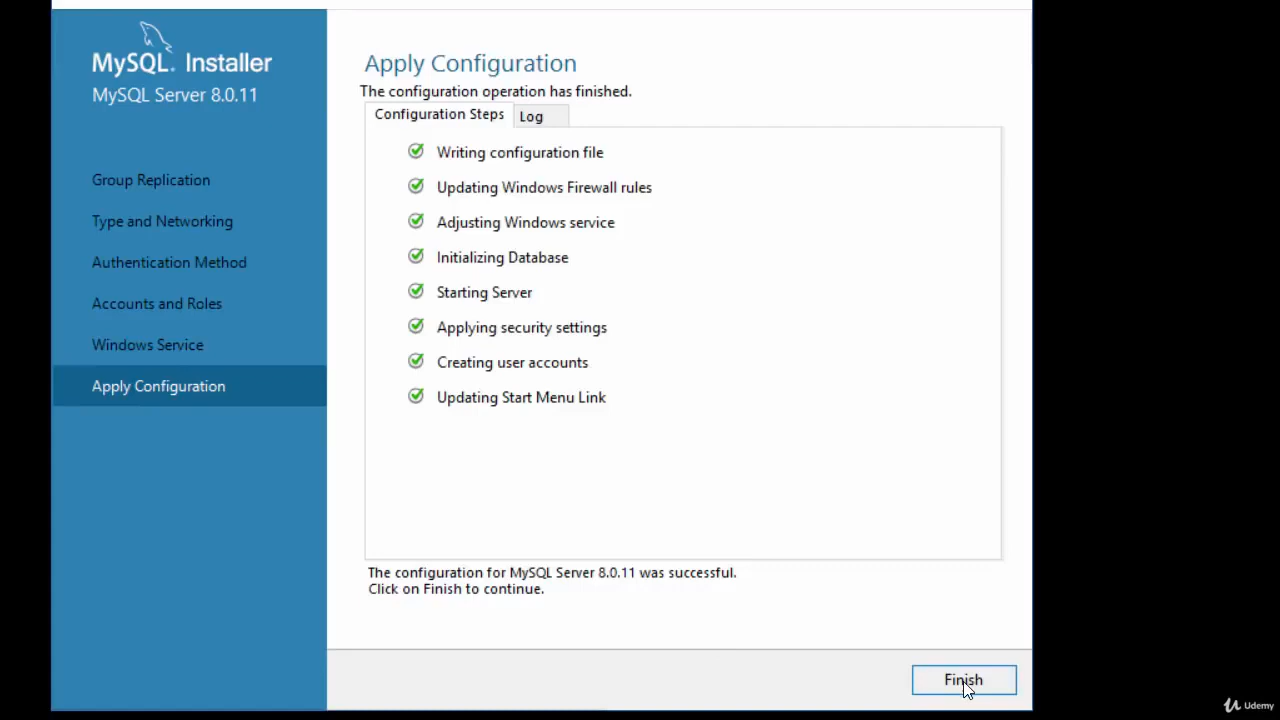 MySQL. Installer
MySQL Server 8.0.11
Group Replication
Type and Networking
Authentication Method
Accounts and Roles
Windows Service
Apply Configuration
Apply Configuration
The configuration operation has finished.
Configuration Steps
Log
Writing configuration file
Updating Windows Firewall rules
Adjusting Windows service
Initializing Database
Starting Server
Applying security settings
Creating user accounts
Updating Start Menu Link
The configuration for MySQL Server 8.0.11 was successful.
Click on Finish to continue.
Finish
Udemy